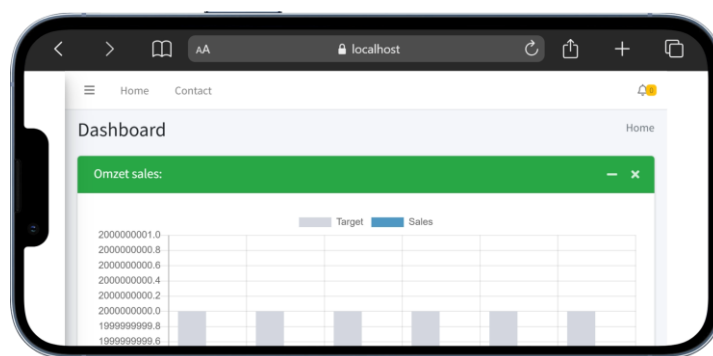 AA localhost
Home Contact 0
Dashboard Home
Omzet sales:
Target Sales
2000000001.0
2000000000.8
2000000000.6
2000000000.4
2000000000.2
2000000000.0
1999999999.8
1999999999.6